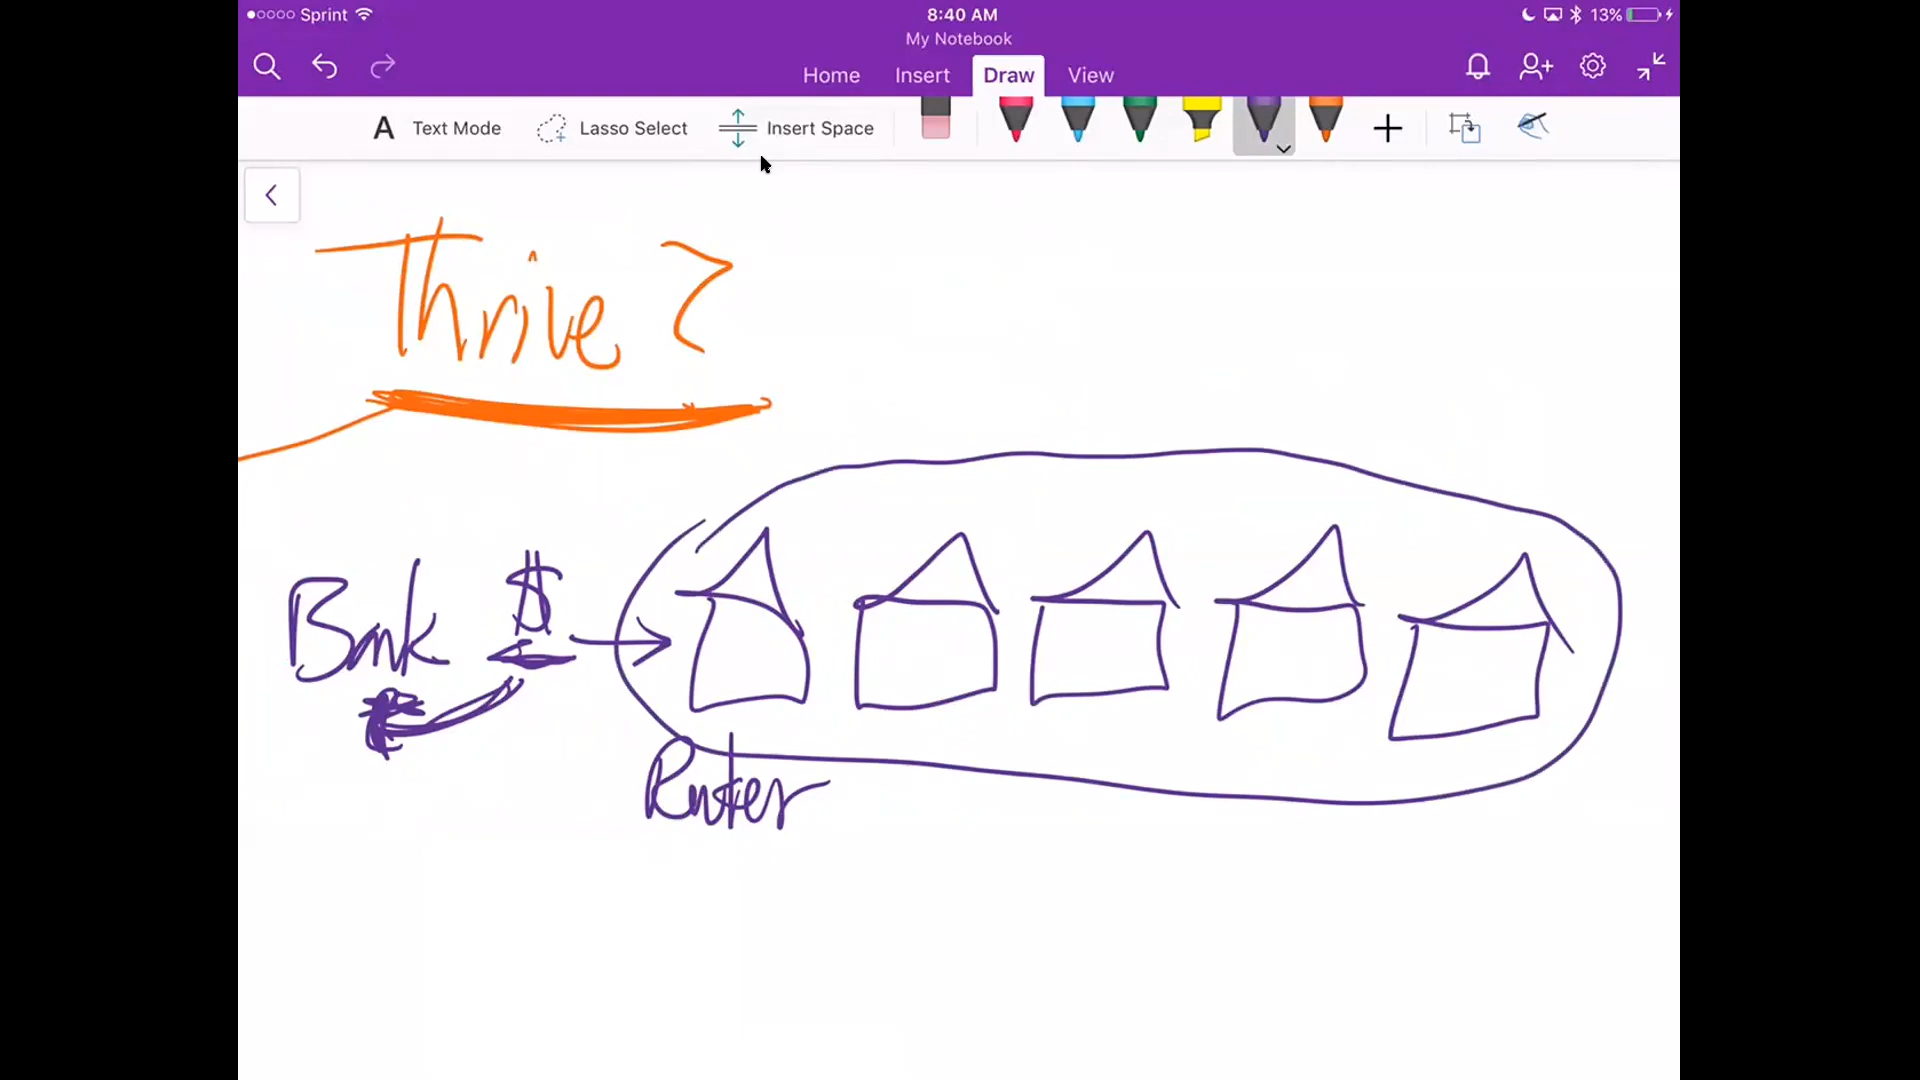 Sprint 8:40 AM 13%
My Notebook
Home Insert Draw View
A Text Mode Lasso Select Insert Space
Thrive ?
Bank $
Renter